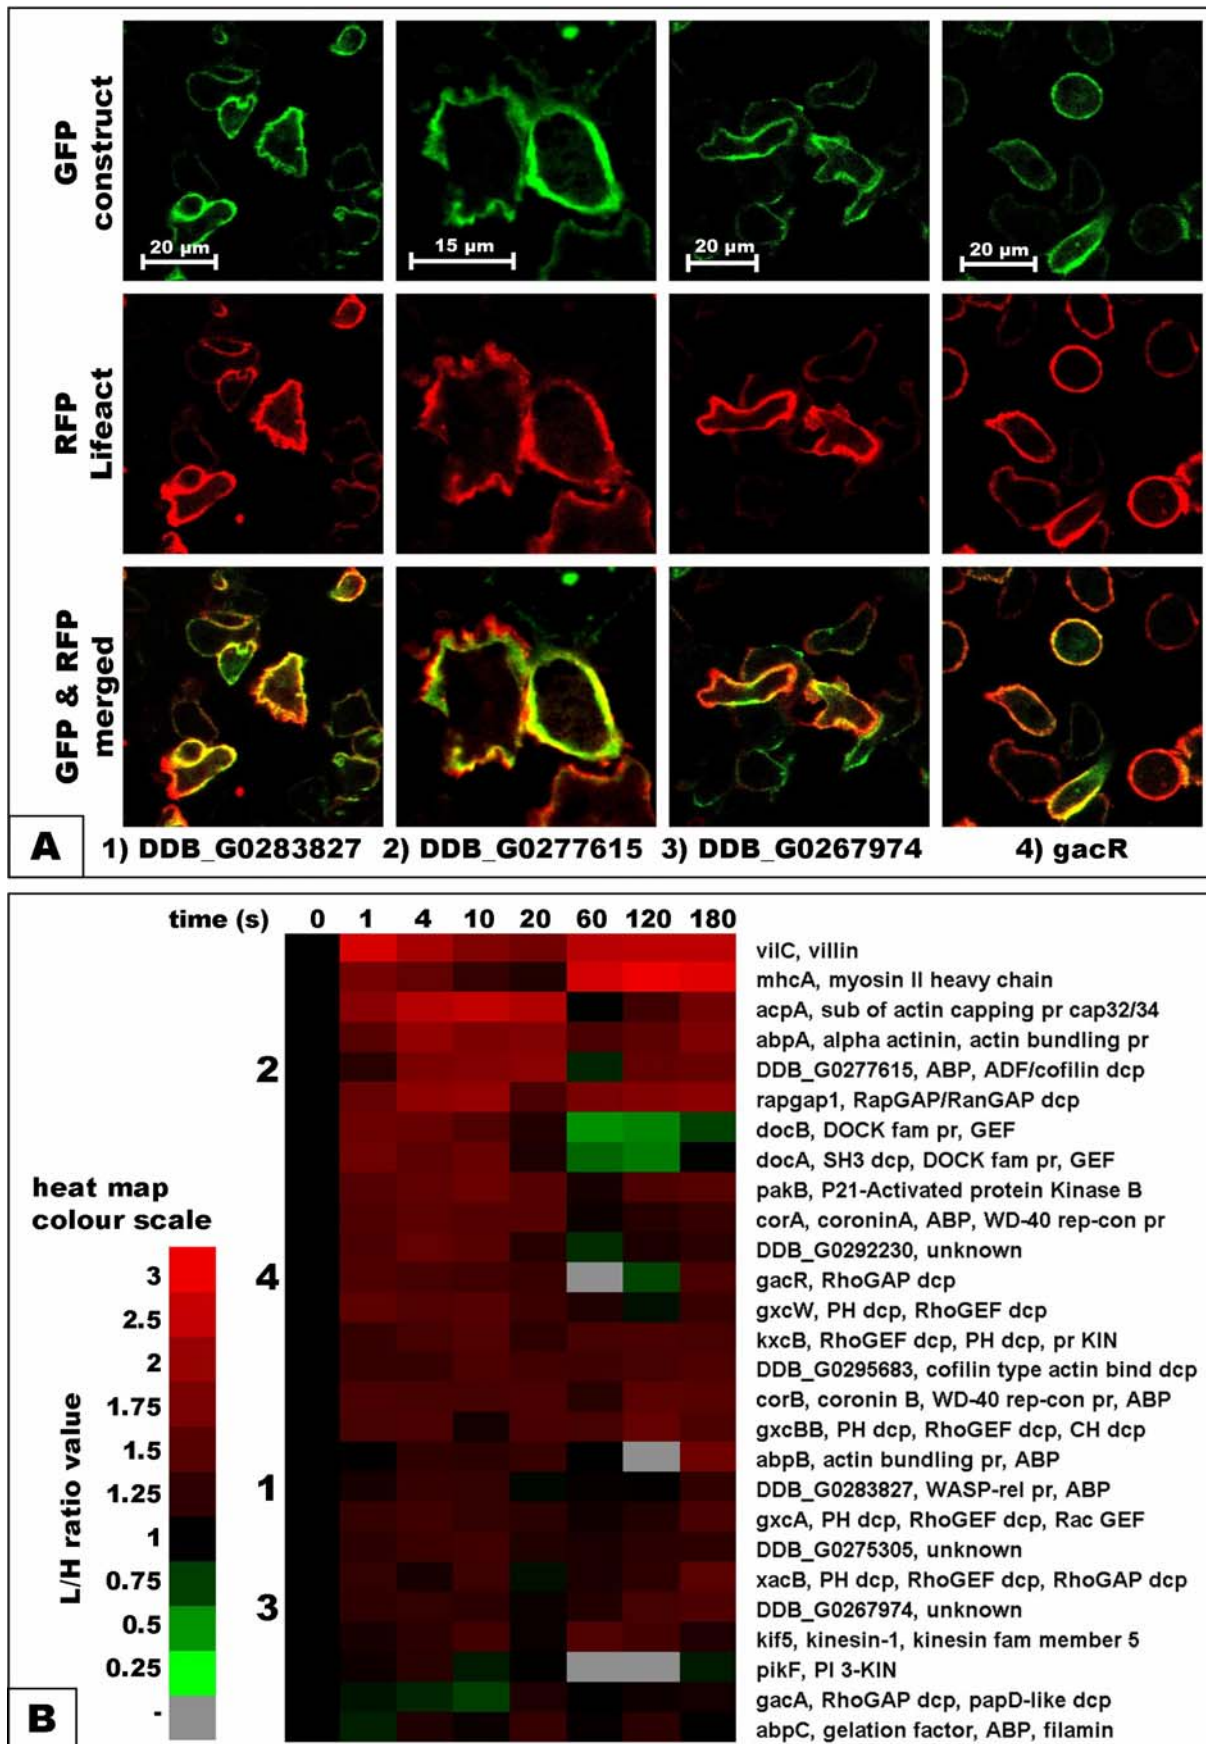 GFP construct
20 µm
15 µm
20 µm
20 µm
RFP Lifeact
GFP & RFP merged
A
1) DDB_G0283827 2) DDB_G0277615 3) DDB_G0267974 4) gacR
time (s) 0 1 4 10 20 60 120 180
vilC, villin
mhcA, myosin II heavy chain
acpA, sub of actin capping pr cap32/34
abpA, alpha actinin, actin bundling pr
2 DDB_G0277615, ABP, ADF/cofilin dcp
rapgap1, RapGAP/RanGAP dcp
docB, DOCK fam pr, GEF
docA, SH3 dcp, DOCK fam pr, GEF
pakB, P21-Activated protein Kinase B
corA, coroninA, ABP, WD-40 rep-con pr
DDB_G0292230, unknown
4 gacR, RhoGAP dcp
gxcW, PH dcp, RhoGEF dcp
kxcB, RhoGEF dcp, PH dcp, pr KIN
DDB_G0295683, cofilin type actin bind dcp
corB, coronin B, WD-40 rep-con pr, ABP
gxcBB, PH dcp, RhoGEF dcp, CH dcp
abpB, actin bundling pr, ABP
1 DDB_G0283827, WASP-rel pr, ABP
gxcA, PH dcp, RhoGEF dcp, Rac GEF
DDB_G0275305, unknown
xacB, PH dcp, RhoGEF dcp, RhoGAP dcp
3 DDB_G0267974, unknown
kif5, kinesin-1, kinesin fam member 5
pikF, PI 3-KIN
gacA, RhoGAP dcp, papD-like dcp
abpC, gelation factor, ABP, filamin
heat map
colour scale
L/H ratio value
3
2.5
2
1.75
1.5
1.25
1
0.75
0.5
0.25
-
B